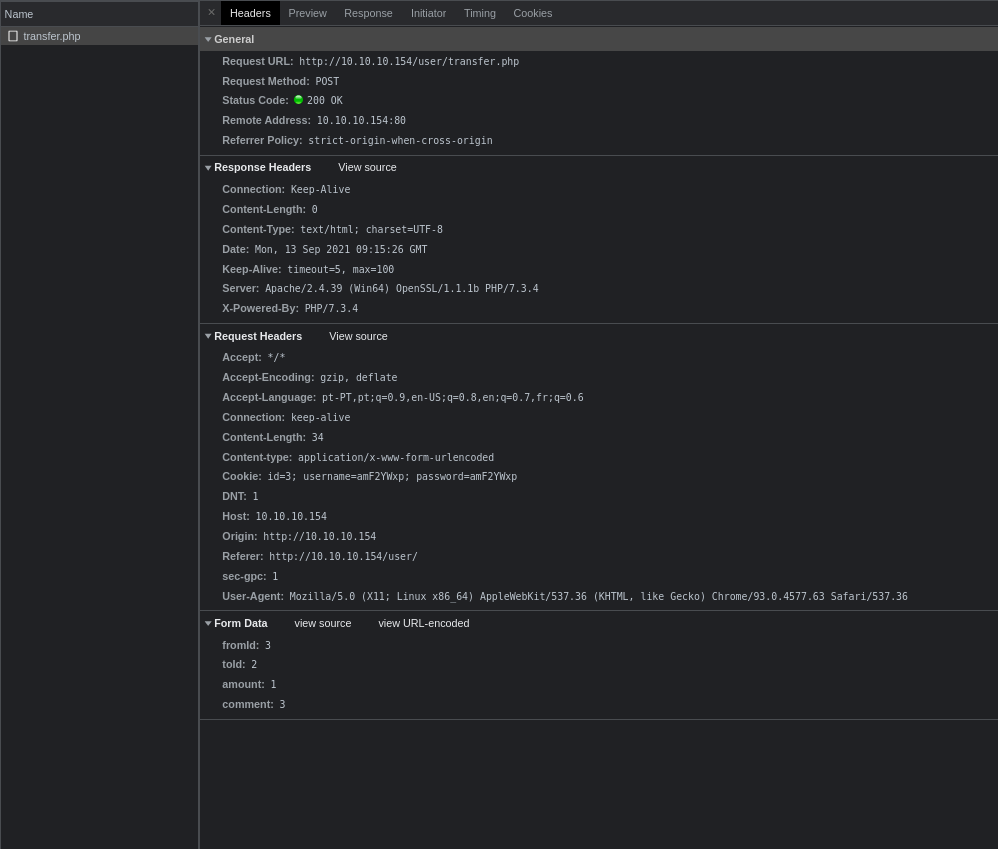 Name
× Headers Preview Response Initiator Timing Cookies
transfer.php
General
Request URL: http://10.10.10.154/user/transfer.php
Request Method: POST
Status Code: 200 OK
Remote Address: 10.10.10.154:80
Referrer Policy: strict-origin-when-cross-origin
Response Headers View source
Connection: Keep-Alive
Content-Length: 0
Content-Type: text/html; charset=UTF-8
Date: Mon, 13 Sep 2021 09:15:26 GMT
Keep-Alive: timeout=5, max=100
Server: Apache/2.4.39 (Win64) OpenSSL/1.1.1b PHP/7.3.4
X-Powered-By: PHP/7.3.4
Request Headers View source
Accept: */*
Accept-Encoding: gzip, deflate
Accept-Language: pt-PT,pt;q=0.9,en-US;q=0.8,en;q=0.7,fr;q=0.6
Connection: keep-alive
Content-Length: 34
Content-type: application/x-www-form-urlencoded
Cookie: id=3; username=amF2YWxp; password=amF2YWxp
DNT: 1
Host: 10.10.10.154
Origin: http://10.10.10.154
Referer: http://10.10.10.154/user/
sec-gpc: 1
User-Agent: Mozilla/5.0 (X11; Linux x86_64) AppleWebKit/537.36 (KHTML, like Gecko) Chrome/93.0.4577.63 Safari/537.36
Form Data view source view URL-encoded
fromId: 3
toId: 2
amount: 1
comment: 3